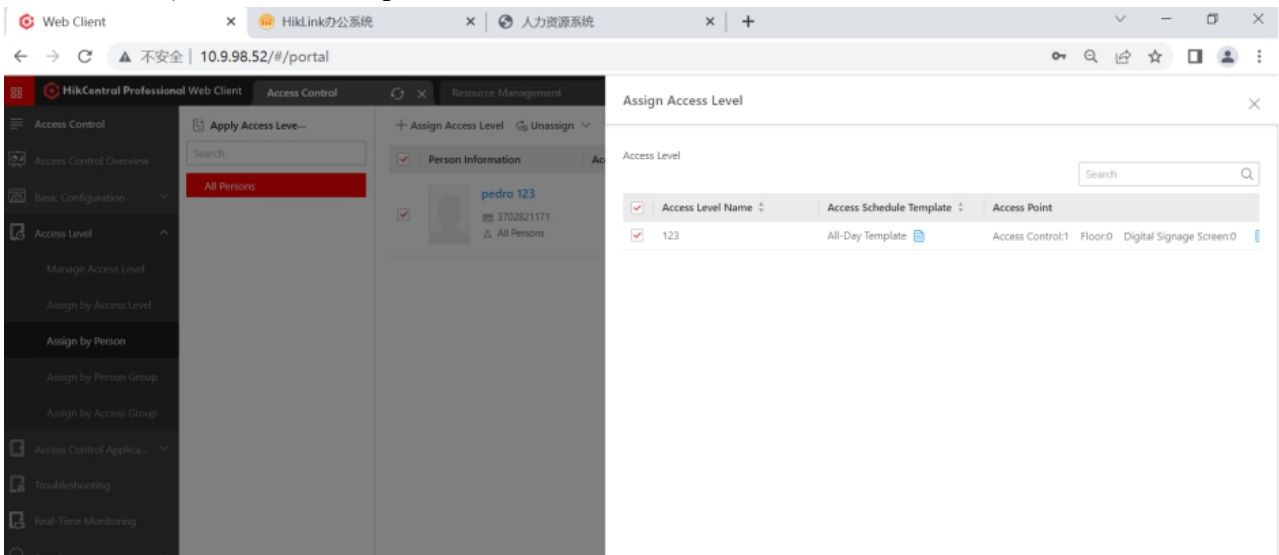 Web Client
HikLink办公系统
人力资源系统
不安全 | 10.9.98.52/#/portal
HikCentral Professional Web Client
Access Control
Resource Management
Access Control
Access Control Overview
Basic Configuration
Access Level
Manage Access Level
Assign by Access Level
Assign by Person
Assign by Person Group
Assign by Access Group
Access Control Applica...
Troubleshooting
Real-Time Monitoring
Apply Access Leve...
Search
All Persons
Assign Access Level Unassign
Person Information Ac
pedro 123
3702821171
All Persons
Assign Access Level
Access Level
Search
Access Level Name Access Schedule Template Access Point
123 All-Day Template Access Control:1 Floor:0 Digital Signage Screen:0